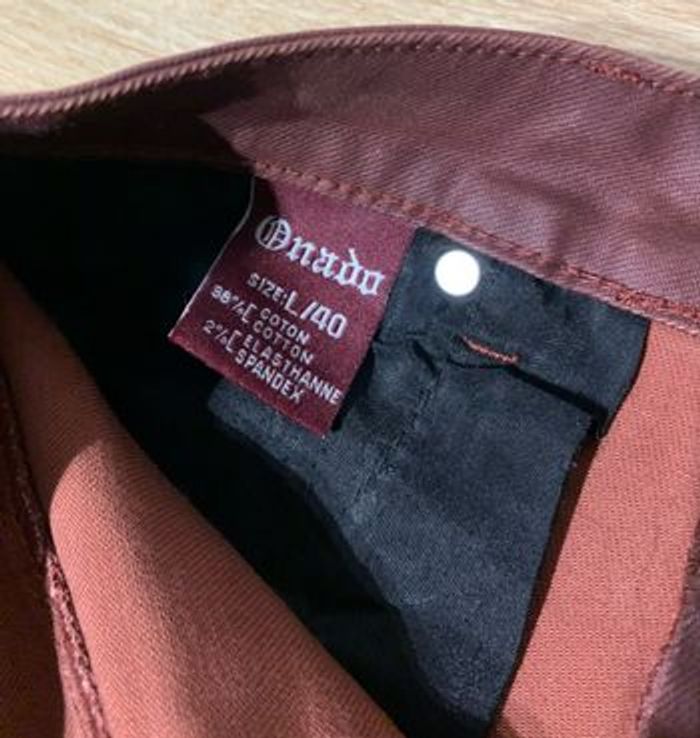 Onado
SIZE:L/40
98%[ COTON
COTTON
2%[ ELASTHANNE
SPANDEX